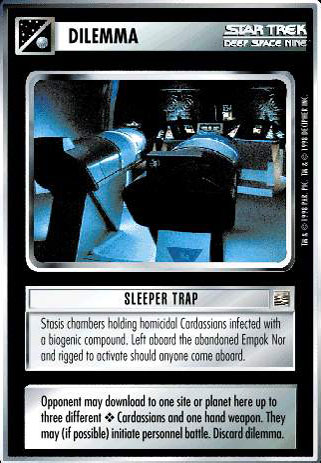 DILEMMA
STAR TREK
DEEP SPACE NINE
TM & © 1998 PAR. PIC. TM & © 1998 DECIPHER INC.
SLEEPER TRAP
Stasis chambers holding homicidal Cardassians infected
with a biogenic compound. Left aboard the abandoned Empok Nor
and rigged to activate should anyone come aboard.
Opponent may download to one site or planet here up to
three different ❖ Cardassians and one hand weapon. They
may (if possible) initiate personnel battle. Discard dilemma.